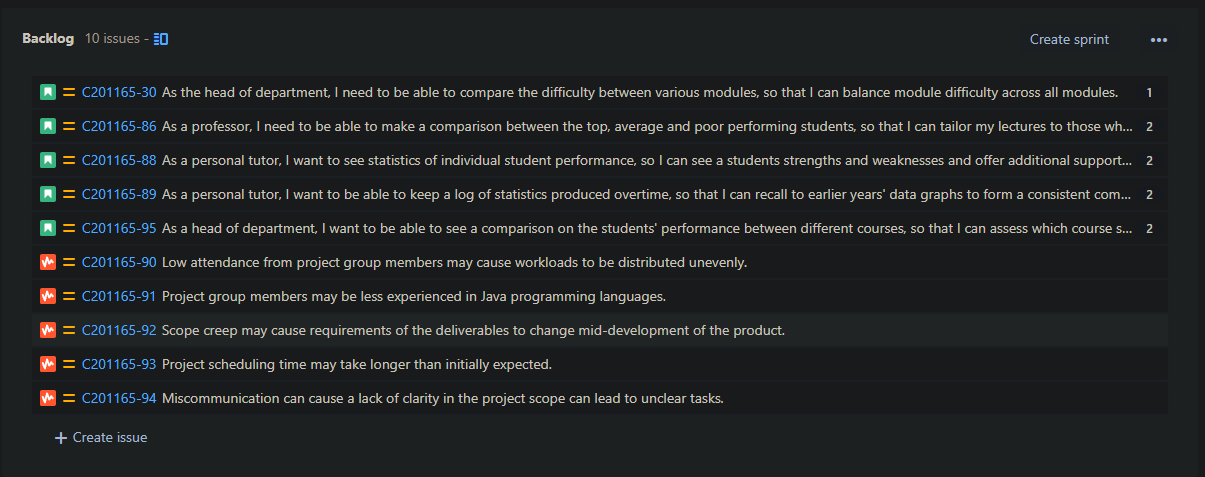 Backlog 10 issues - Create sprint •••
C201165-30 As the head of department, I need to be able to compare the difficulty between various modules, so that I can balance module difficulty across all modules. 1
C201165-86 As a professor, I need to be able to make a comparison between the top, average and poor performing students, so that I can tailor my lectures to those wh... 2
C201165-88 As a personal tutor, I want to see statistics of individual student performance, so I can see a students strengths and weaknesses and offer additional support... 2
C201165-89 As a personal tutor, I want to be able to keep a log of statistics produced overtime, so that I can recall to earlier years' data graphs to form a consistent com... 2
C201165-95 As a head of department, I want to be able to see a comparison on the students' performance between different courses, so that I can assess which course s... 2
C201165-90 Low attendance from project group members may cause workloads to be distributed unevenly.
C201165-91 Project group members may be less experienced in Java programming languages.
C201165-92 Scope creep may cause requirements of the deliverables to change mid-development of the product.
C201165-93 Project scheduling time may take longer than initially expected.
C201165-94 Miscommunication can cause a lack of clarity in the project scope can lead to unclear tasks.
+ Create issue